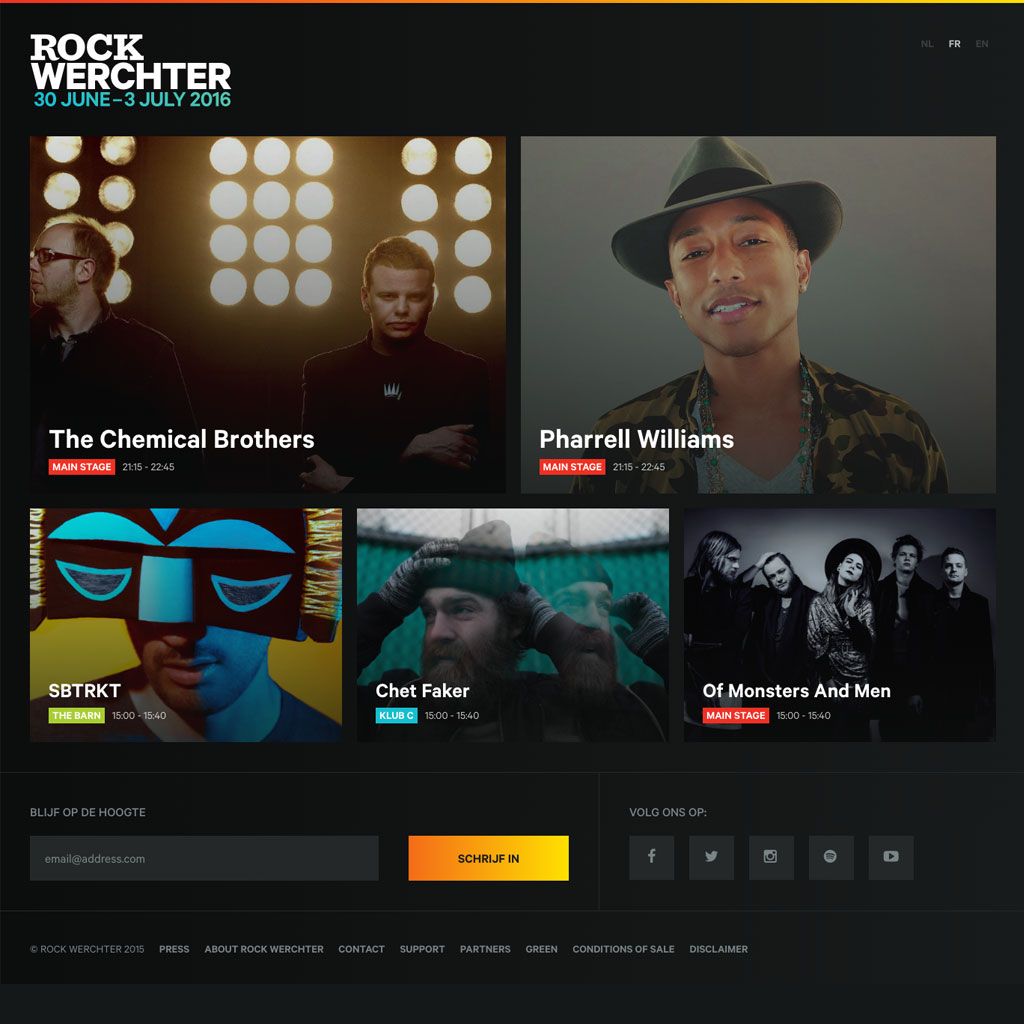 ROCK
WERCHTER
30 JUNE – 3 JULY 2016
NL FR EN
The Chemical Brothers
MAIN STAGE 21:15 - 22:45
Pharrell Williams
MAIN STAGE 21:15 - 22:45
SBTRKT
THE BARN 15:00 - 15:40
Chet Faker
KLUB C 15:00 - 15:40
Of Monsters And Men
MAIN STAGE 15:00 - 15:40
BLIJF OP DE HOOGTE
email@address.com
SCHRIJF IN
VOLG ONS OP:
© ROCK WERCHTER 2015 PRESS ABOUT ROCK WERCHTER CONTACT SUPPORT PARTNERS GREEN CONDITIONS OF SALE DISCLAIMER